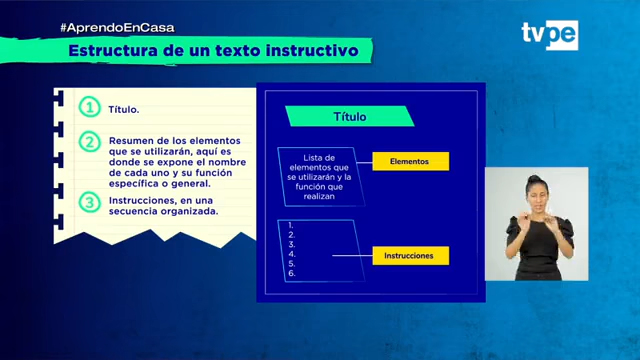 #AprendoEnCasa
Estructura de un texto instructivo
tvpe
1 Título.
2 Resumen de los elementos
que se utilizarán, aquí es
donde se expone el nombre
de cada uno y su función
específica o general.
3 Instrucciones, en una
secuencia organizada.
Título
Lista de
elementos que
se utilizarán y la
función que
realizan
Elementos
1.
2.
3.
4.
5.
6.
Instrucciones